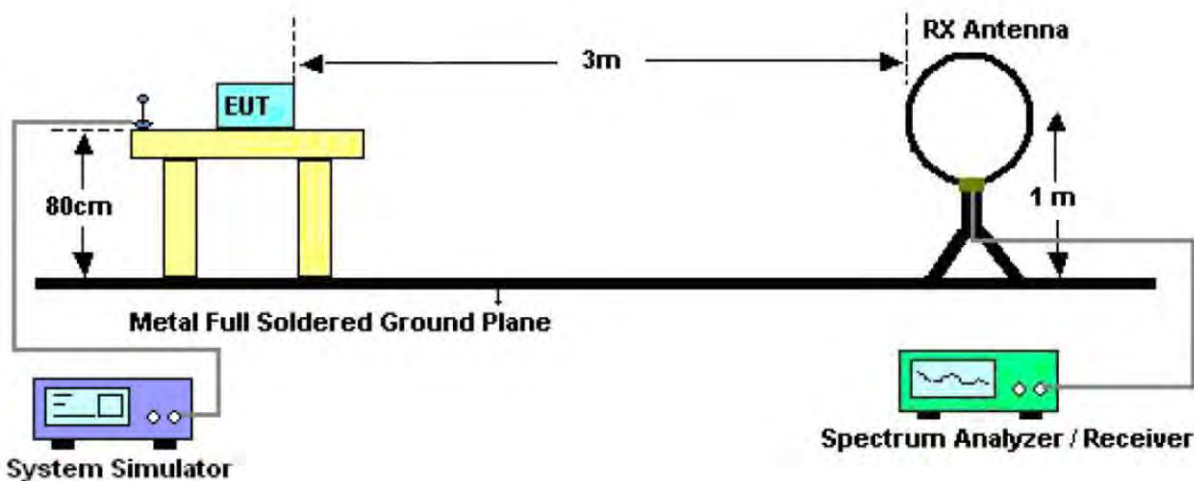 RX Antenna
3m
EUT
80cm
1 m
Metal Full Soldered Ground Plane
System Simulator
Spectrum Analyzer / Receiver